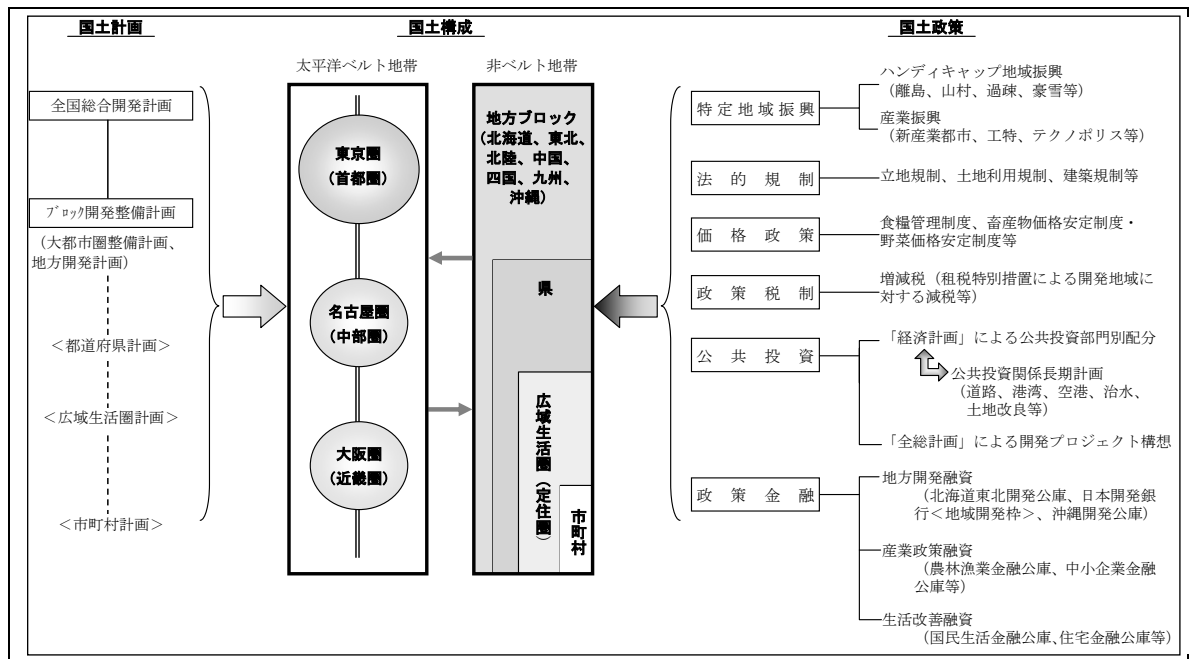 国土計画
全国総合開発計画
ブロック開発整備計画
（大都市圏整備計画、
地方開発計画）
＜都道府県計画＞
＜広域生活圏計画＞
＜市町村計画＞
国土構成
太平洋ベルト地帯
東京圏
（首都圏）
名古屋圏
（中部圏）
大阪圏
（近畿圏）
非ベルト地帯
地方ブロック
（北海道、東北、
北陸、中国、
四国、九州、
沖縄）
県
広域生活圏（定住圏）
市町村
国土政策
特定地域振興
ハンディキャップ地域振興
（離島、山村、過疎、豪雪等）
産業振興
（新産業都市、工特、テクノポリス等）
法的規制
立地規制、土地利用規制、建築規制等
価格政策
食糧管理制度、畜産物価格安定制度・
野菜価格安定制度等
政策税制
増減税（租税特別措置による開発地域に
対する減税等）
公共投資
「経済計画」による公共投資部門別配分
公共投資関係長期計画
（道路、港湾、空港、治水、
土地改良等）
「全総計画」による開発プロジェクト構想
政策金融
地方開発融資
（北海道東北開発公庫、日本開発銀
行＜地域開発枠＞、沖縄開発公庫）
産業政策融資
（農林漁業金融公庫、中小企業金融
公庫等）
生活改善融資
（国民生活金融公庫、住宅金融公庫等）